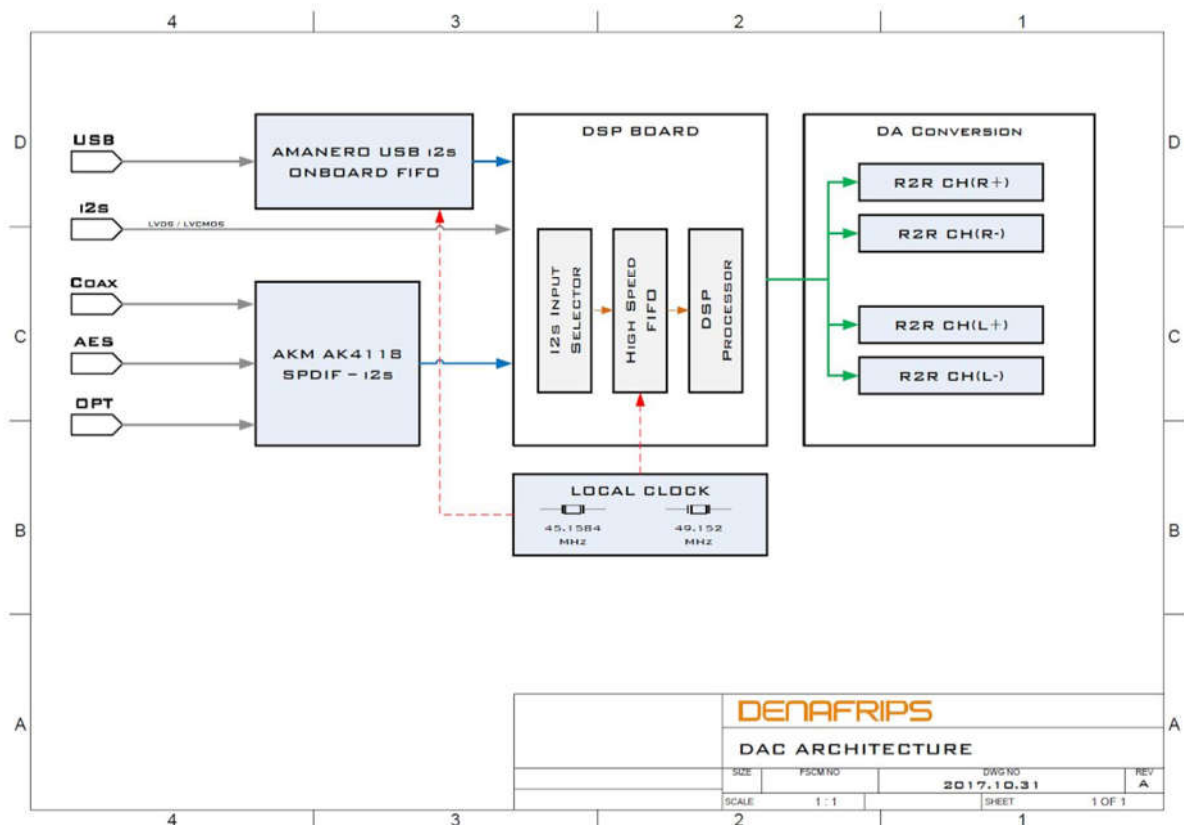 4 3 2 1
D
D
USB
AMANERO USB I2S
ONBOARD FIFO
DSP BOARD
DA CONVERSION
R2R CH(R+)
I2S
LVDS / LVCMOS
R2R CH(R-)
I2S INPUT
SELECTOR
HIGH SPEED
FIFO
DSP
PROCESSOR
COAX
C
C
AES
AKM AK4118
SPDIF - I2S
R2R CH(L+)
R2R CH(L-)
OPT
LOCAL CLOCK
B
B
45.1584
MHZ
49.152
MHZ
A
A
DENAFRIPS
DAC ARCHITECTURE
SIZE FSCM NO DWG NO REV
2017.10.31 A
SCALE 1 : 1 SHEET 1 OF 1
4 3 2 1